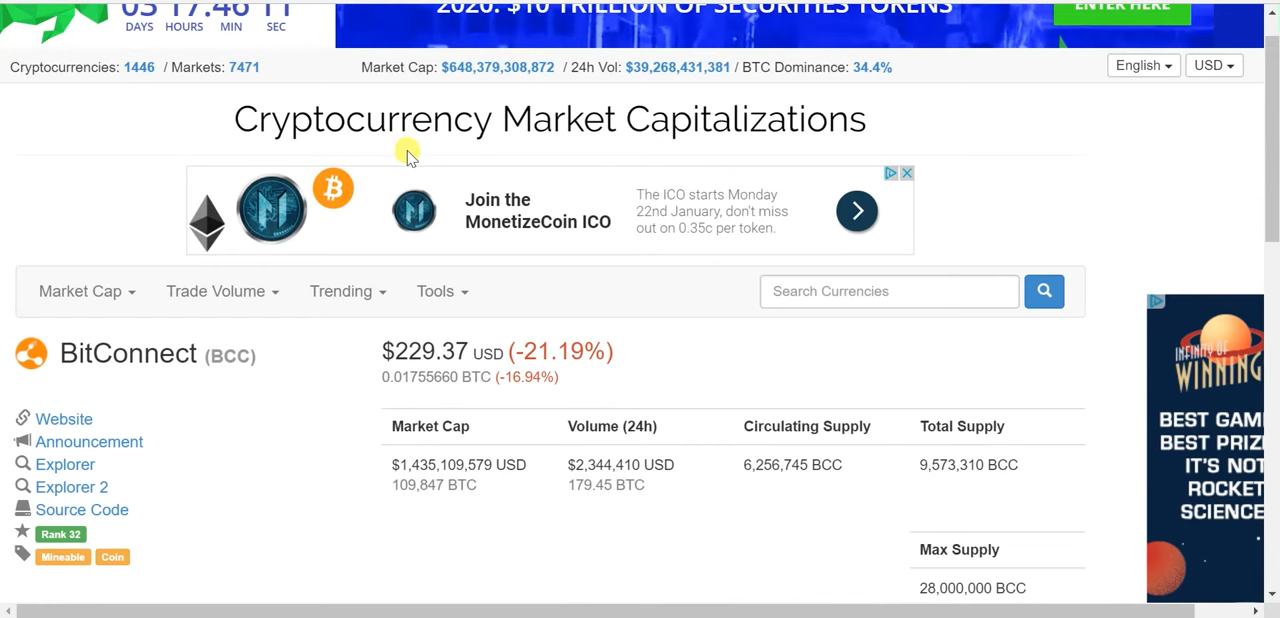 03 17:46 11
DAYS HOURS MIN SEC
2020: $10 TRILLION OF SECURITIES TOKENS
ENTER HERE
Cryptocurrencies: 1446 / Markets: 7471
Market Cap: $648,379,308,872 / 24h Vol: $39,268,431,381 / BTC Dominance: 34.4%
English
USD
Cryptocurrency Market Capitalizations
Join the
MonetizeCoin ICO
The ICO starts Monday
22nd January, don't miss
out on 0.35c per token.
Market Cap
Trade Volume
Trending
Tools
Search Currencies
BitConnect (BCC)
$229.37 USD (-21.19%)
0.01755660 BTC (-16.94%)
Website
Announcement
Explorer
Explorer 2
Source Code
Rank 32
Mineable Coin
Market Cap Volume (24h) Circulating Supply Total Supply
$1,435,109,579 USD $2,344,410 USD 6,256,745 BCC 9,573,310 BCC
109,847 BTC 179.45 BTC
Max Supply
28,000,000 BCC
INFINITY OF
WINNING
BEST GAM
BEST PRIZ
IT'S NOT
ROCKET
SCIENCE